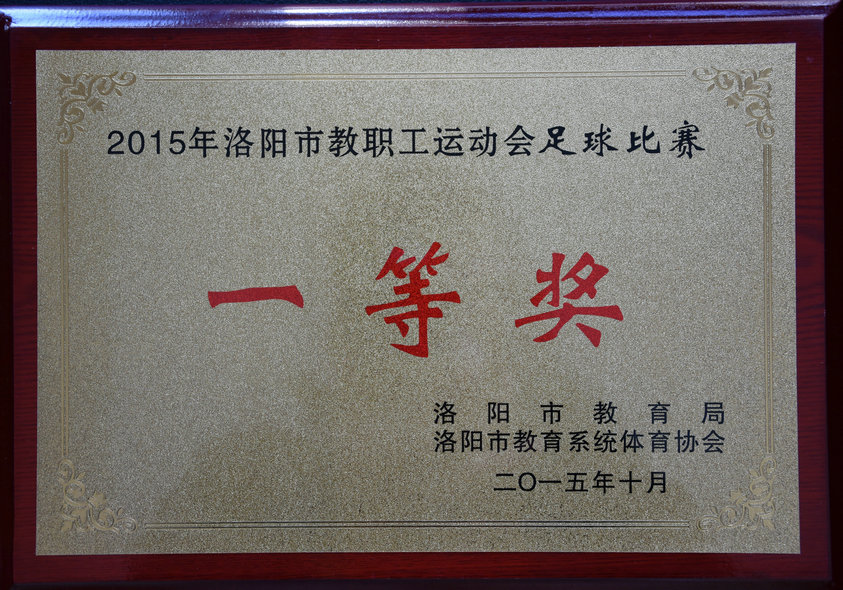 2015年洛阳市教职工运动会足球比赛
一等奖
洛阳市教育局
洛阳市教育系统体育协会
二〇一五年十月